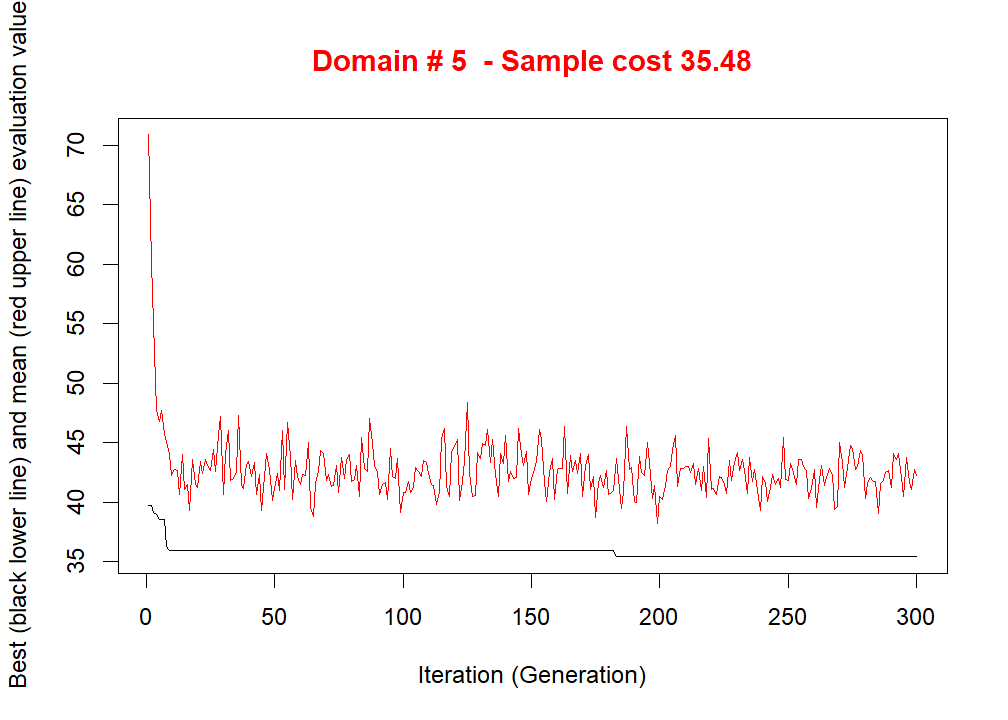 Domain # 5  - Sample cost 35.48
Best (black lower line) and mean (red upper line) evaluation value
70
65
60
55
50
45
40
35
0 50 100 150 200 250 300
Iteration (Generation)